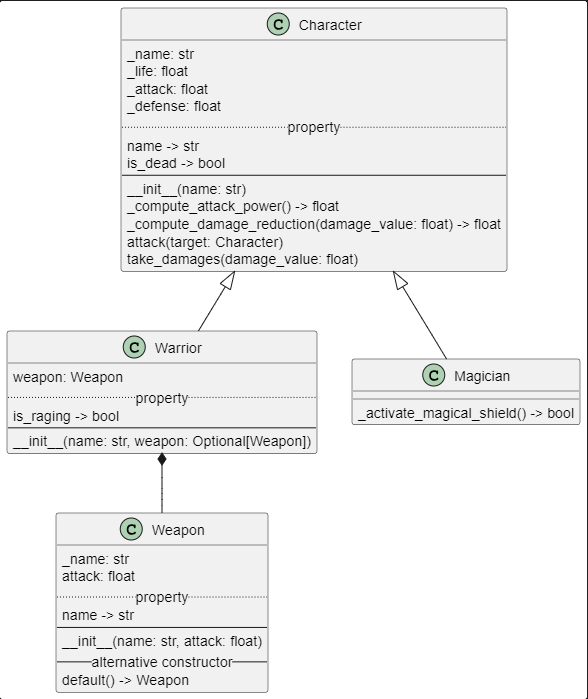 C Character
_name: str
_life: float
_attack: float
_defense: float
property
name -> str
is_dead -> bool
__init__(name: str)
_compute_attack_power() -> float
_compute_damage_reduction(damage_value: float) -> float
attack(target: Character)
take_damages(damage_value: float)
C Warrior
weapon: Weapon
property
is_raging -> bool
__init__(name: str, weapon: Optional[Weapon])
C Magician
_activate_magical_shield() -> bool
C Weapon
_name: str
attack: float
property
name -> str
__init__(name: str, attack: float)
alternative constructor
default() -> Weapon